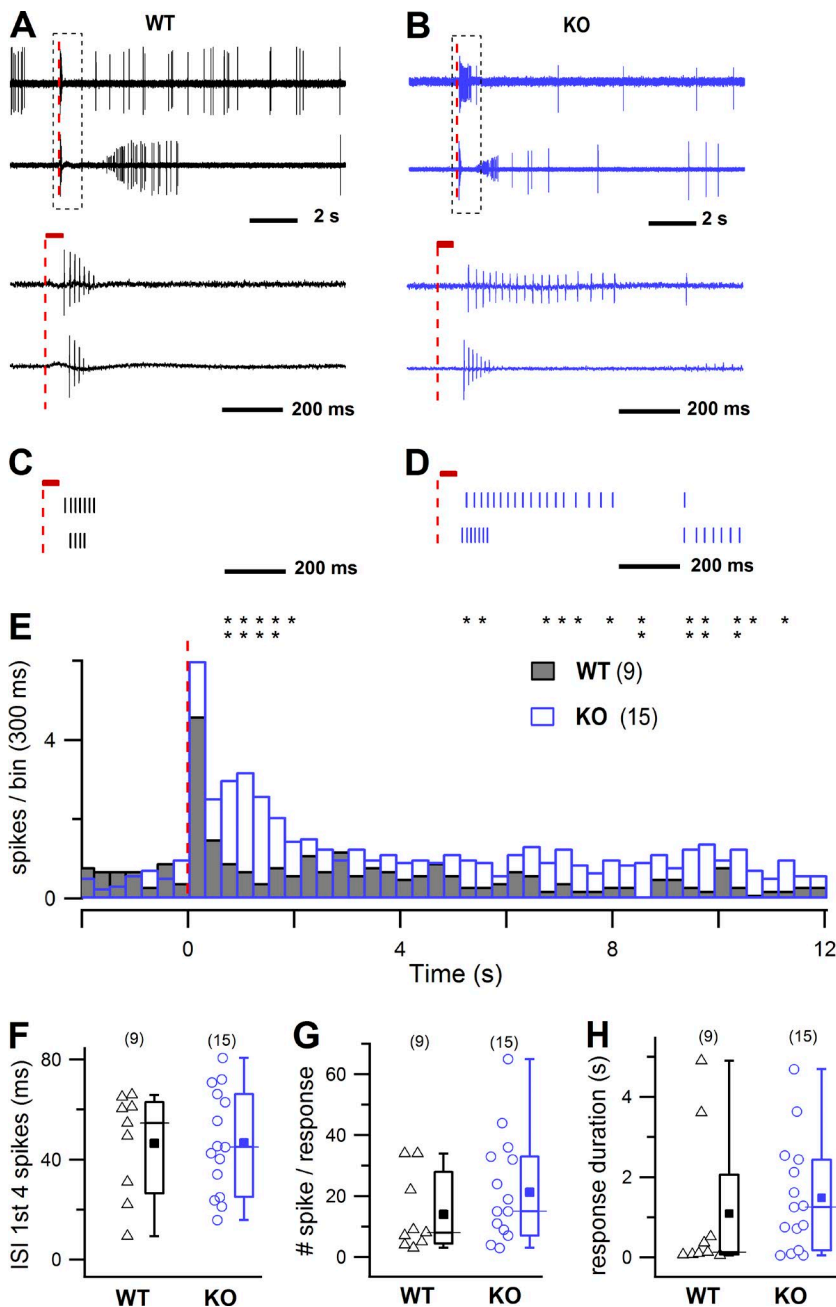 A WT B KO
2 s 2 s
200 ms 200 ms
C D
200 ms 200 ms
E
* * * * * * * * * * * * * * * * *
* * * * * * * *
WT (9)
KO (15)
spikes / bin (300 ms)
4
0
0 4 8 12
Time (s)
F G H
(9) (15) (9) (15) (9) (15)
ISI 1st 4 spikes (ms)
80
40
0
WT KO
# spike / response
60
40
20
0
WT KO
response duration (s)
4
2
0
WT KO